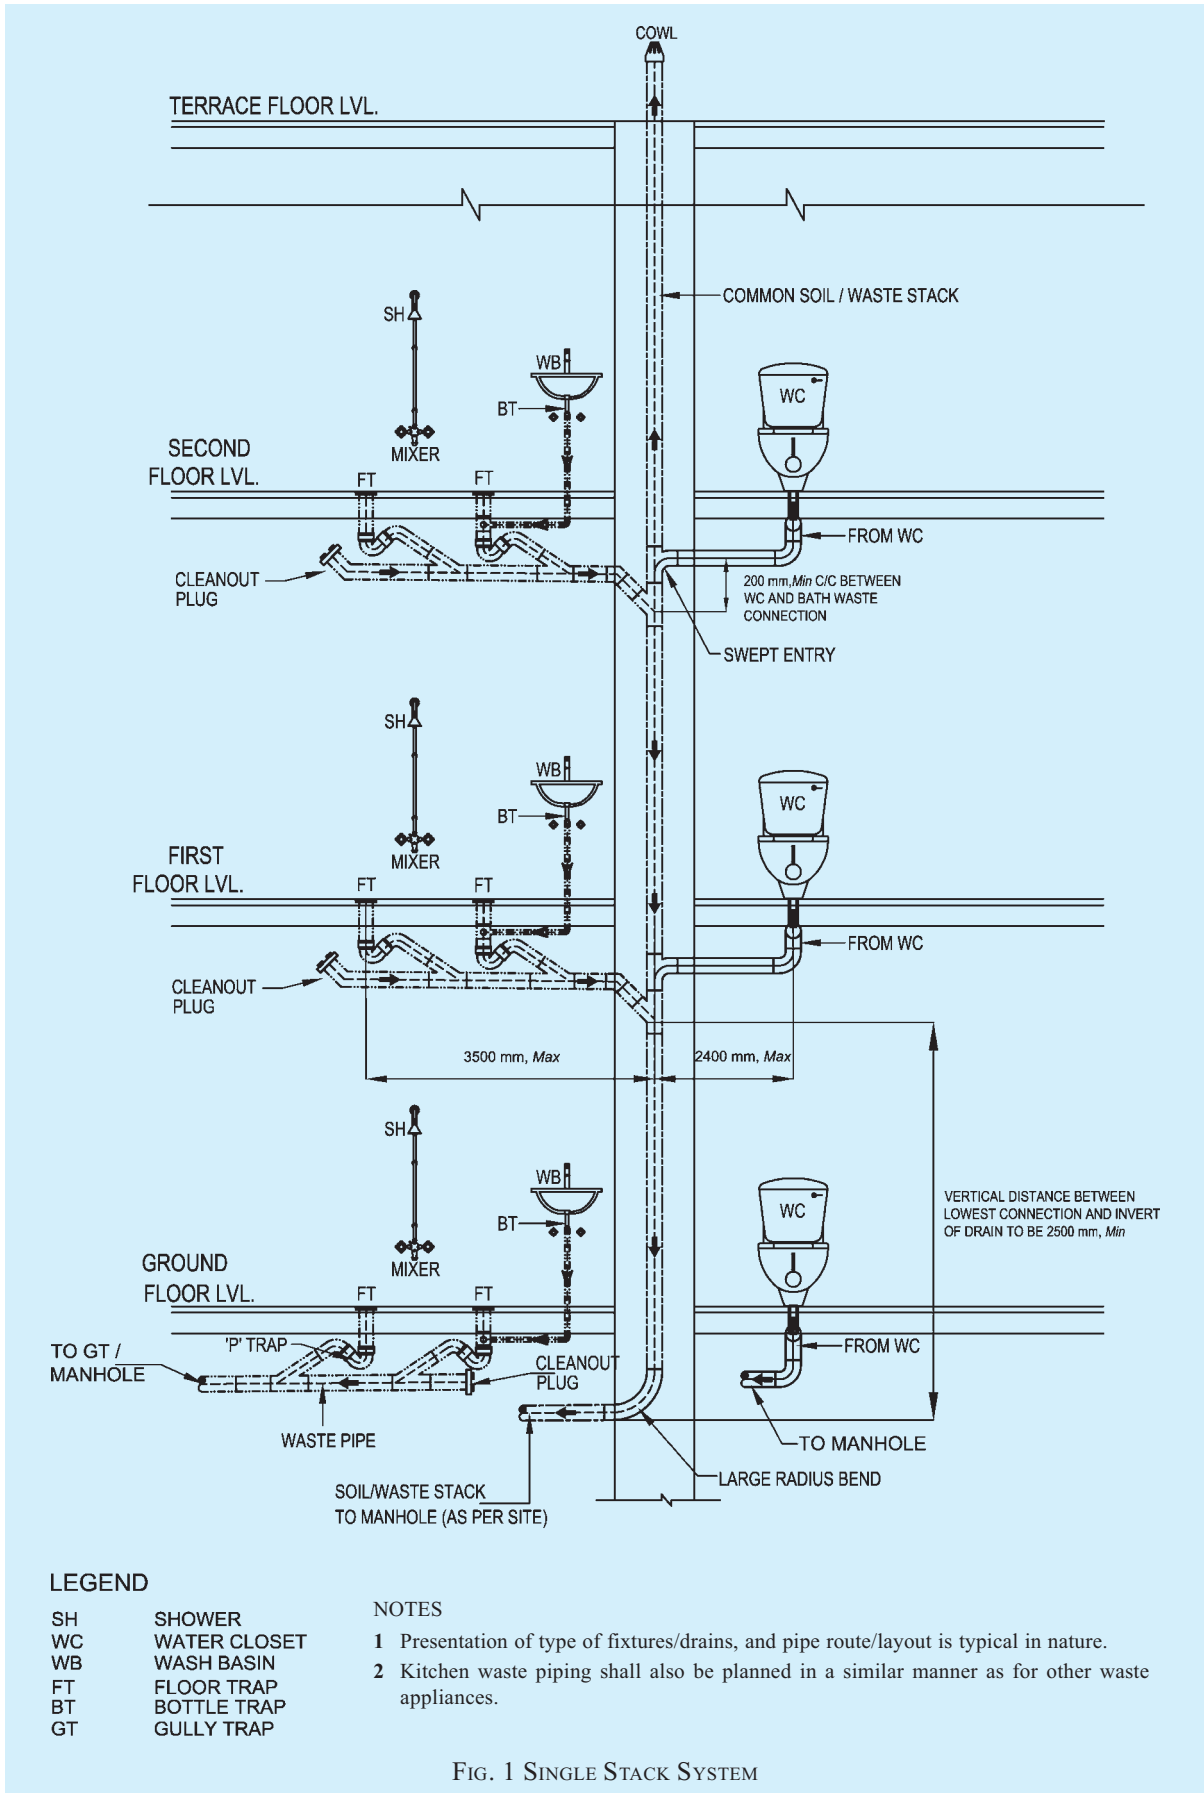 COWL
TERRACE FLOOR LVL.
COMMON SOIL / WASTE STACK
SH
WB
WC
BT
MIXER
SECOND
FLOOR LVL.
FT
FT
FROM WC
CLEANOUT
PLUG
200 mm,Min C/C BETWEEN
WC AND BATH WASTE
CONNECTION
SWEPT ENTRY
SH
WB
WC
BT
MIXER
FIRST
FLOOR LVL.
FT
FT
FROM WC
CLEANOUT
PLUG
3500 mm, Max
2400 mm, Max
SH
WB
WC
BT
MIXER
VERTICAL DISTANCE BETWEEN
LOWEST CONNECTION AND INVERT
OF DRAIN TO BE 2500 mm, Min
GROUND
FLOOR LVL.
FT
FT
'P' TRAP
FROM WC
TO GT /
MANHOLE
CLEANOUT
PLUG
WASTE PIPE
TO MANHOLE
LARGE RADIUS BEND
SOIL/WASTE STACK
TO MANHOLE (AS PER SITE)
LEGEND
SH SHOWER
WC WATER CLOSET
WB WASH BASIN
FT FLOOR TRAP
BT BOTTLE TRAP
GT GULLY TRAP
NOTES
1 Presentation of type of fixtures/drains, and pipe route/layout is typical in nature.
2 Kitchen waste piping shall also be planned in a similar manner as for other waste
appliances.
FIG. 1 SINGLE STACK SYSTEM